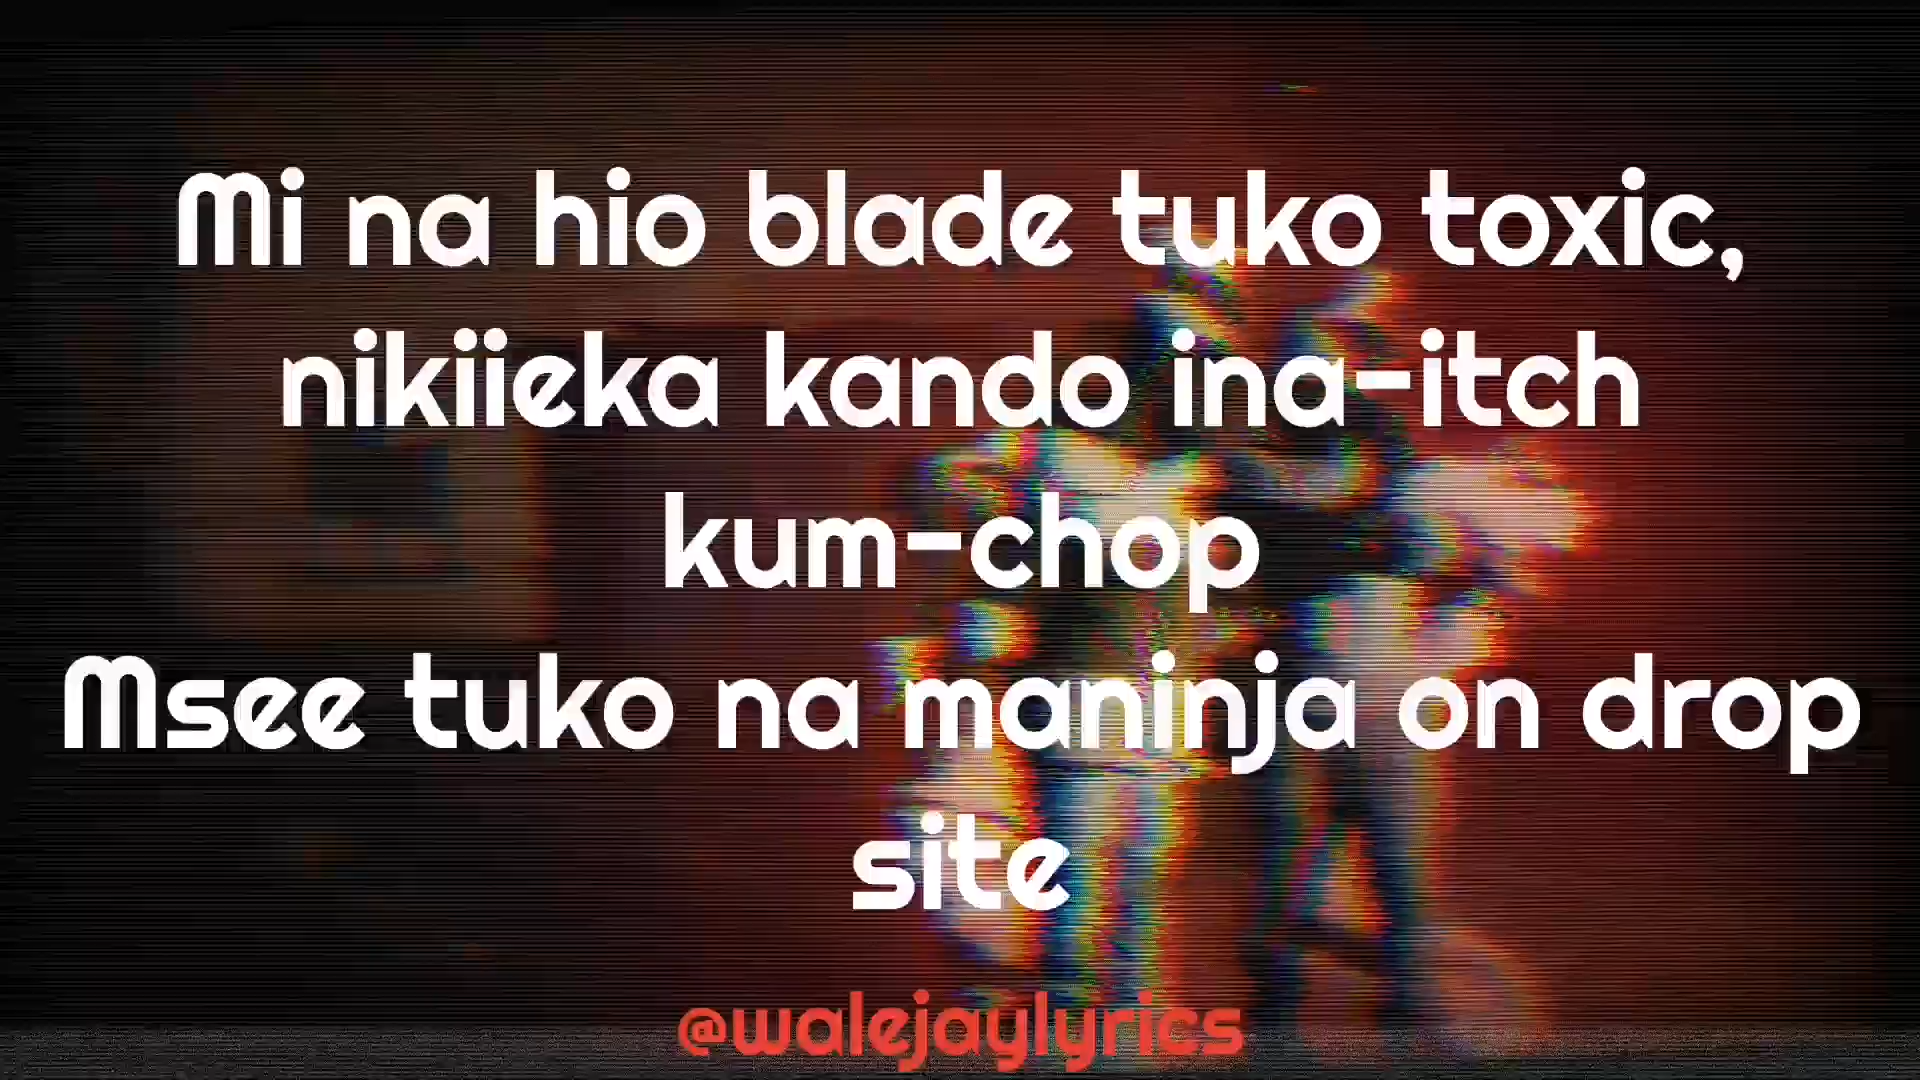 Mi na hio blade tuko toxic,
nikiieka kando ina-itch
kum-chop
Msee tuko na maninja on drop
site
@walejaylyrics